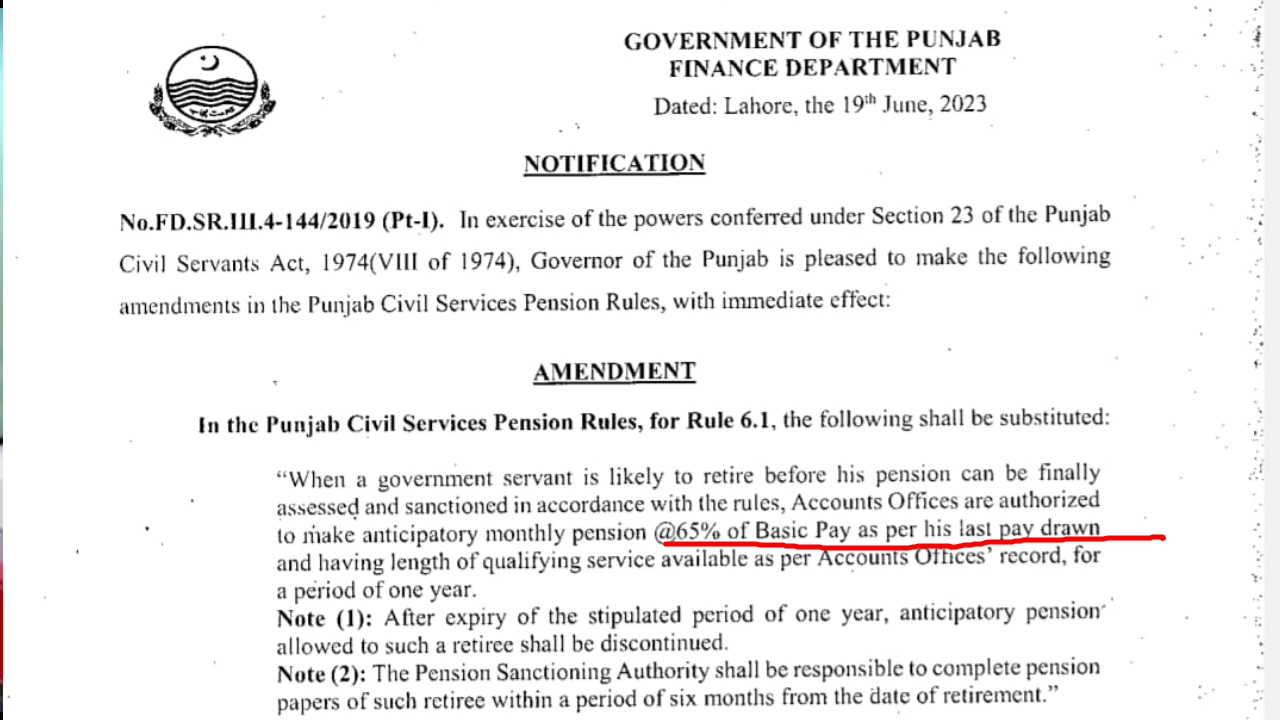 GOVERNMENT OF THE PUNJAB
FINANCE DEPARTMENT
Dated: Lahore, the 19th June, 2023
NOTIFICATION
No.FD.SR.III.4-144/2019 (Pt-I). In exercise of the powers conferred under Section 23 of the Punjab
Civil Servants Act, 1974(VIII of 1974), Governor of the Punjab is pleased to make the following
amendments in the Punjab Civil Services Pension Rules, with immediate effect:
AMENDMENT
In the Punjab Civil Services Pension Rules, for Rule 6.1, the following shall be substituted:
“When a government servant is likely to retire before his pension can be finally
assessed and sanctioned in accordance with the rules, Accounts Offices are authorized
to make anticipatory monthly pension @65% of Basic Pay as per his last pay drawn
and having length of qualifying service available as per Accounts Offices’ record, for
a period of one year.
Note (1): After expiry of the stipulated period of one year, anticipatory pension
allowed to such a retiree shall be discontinued.
Note (2): The Pension Sanctioning Authority shall be responsible to complete pension
papers of such retiree within a period of six months from the date of retirement.”